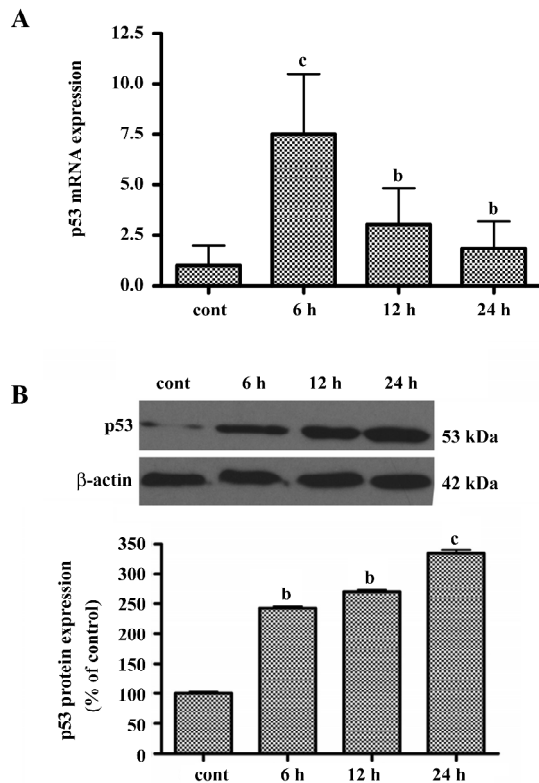 A
p53 mRNA expression
12.5
10.0
7.5
5.0
2.5
0.0
c
b
b
cont 6 h 12 h 24 h
B
cont 6 h 12 h 24 h
p53 53 kDa
β-actin 42 kDa
p53 protein expression
(% of control)
350
300
250
200
150
100
50
0
b
b
c
cont 6 h 12 h 24 h